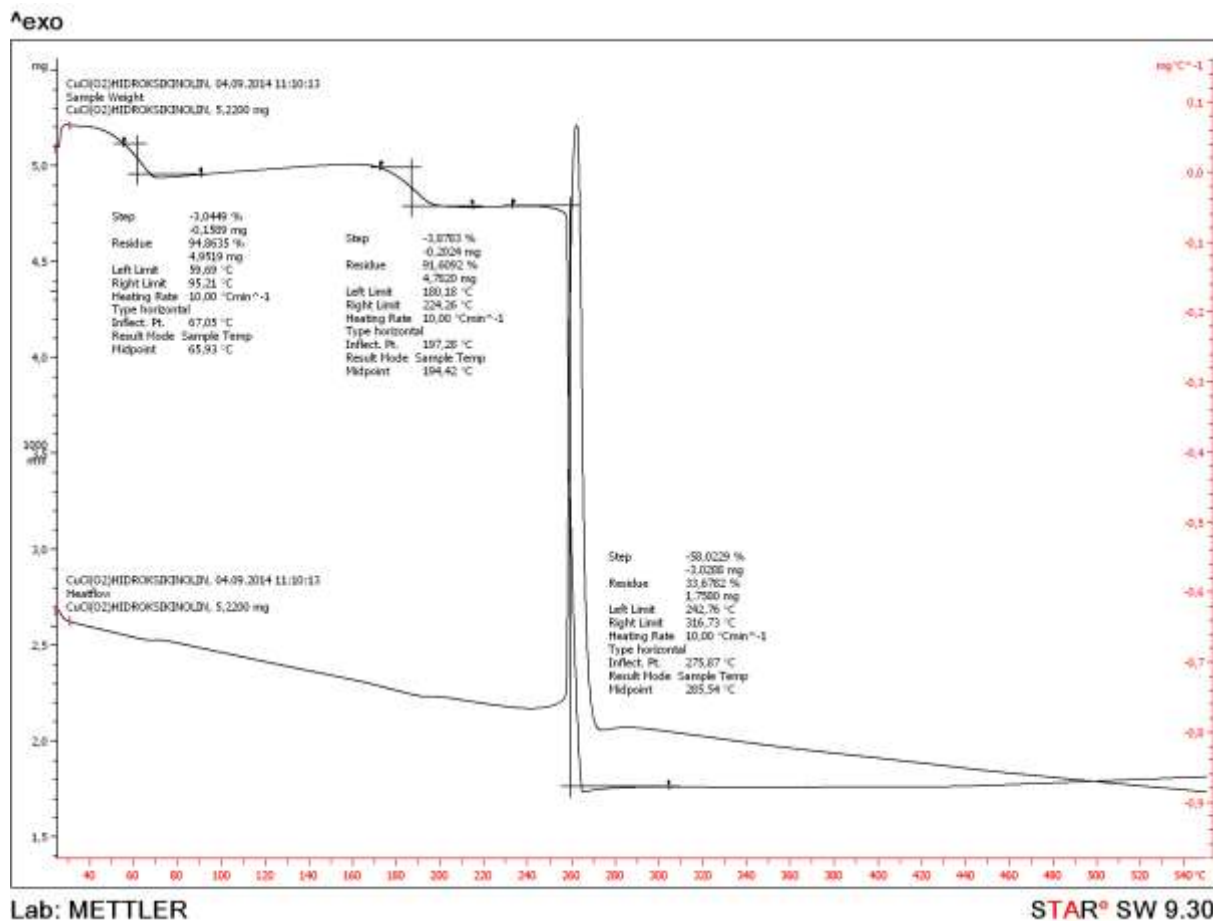 ^exo
mg
mg°C^-1
CuCl(O2)HIDROKSIKINOLIN, 04.09.2014 11:10:13
Sample Weight
CuCl(O2)HIDROKSIKINOLIN, 5,2200 mg
5,0
4,5
4,0
3,0
2,5
2,0
1,5
0,1
0,0
-0,1
-0,2
-0,3
-0,4
-0,5
-0,6
-0,7
-0,8
-0,9
Step -3,0449 %
-0,1589 mg
Residue 94,8635 %
4,9519 mg
Left Limit 59,69 °C
Right Limit 95,21 °C
Heating Rate 10,00 °Cmin^-1
Type horizontal
Inflect. Pt. 67,05 °C
Result Mode Sample Temp
Midpoint 65,93 °C
Step -3,8783 %
-0,2024 mg
Residue 91,6092 %
4,7820 mg
Left Limit 180,18 °C
Right Limit 224,26 °C
Heating Rate 10,00 °Cmin^-1
Type horizontal
Inflect. Pt. 197,28 °C
Result Mode Sample Temp
Midpoint 194,42 °C
CuCl(O2)HIDROKSIKINOLIN, 04.09.2014 11:10:13
Heatflow
CuCl(O2)HIDROKSIKINOLIN, 5,2200 mg
Step -58,0229 %
-3,0288 mg
Residue 33,6782 %
1,7580 mg
Left Limit 242,76 °C
Right Limit 316,73 °C
Heating Rate 10,00 °Cmin^-1
Type horizontal
Inflect. Pt. 275,87 °C
Result Mode Sample Temp
Midpoint 285,54 °C
40 60 80 100 120 140 160 180 200 220 240 260 280 300 320 340 360 380 400 420 440 460 480 500 520 540 °C
Lab: METTLER
STARe SW 9.30